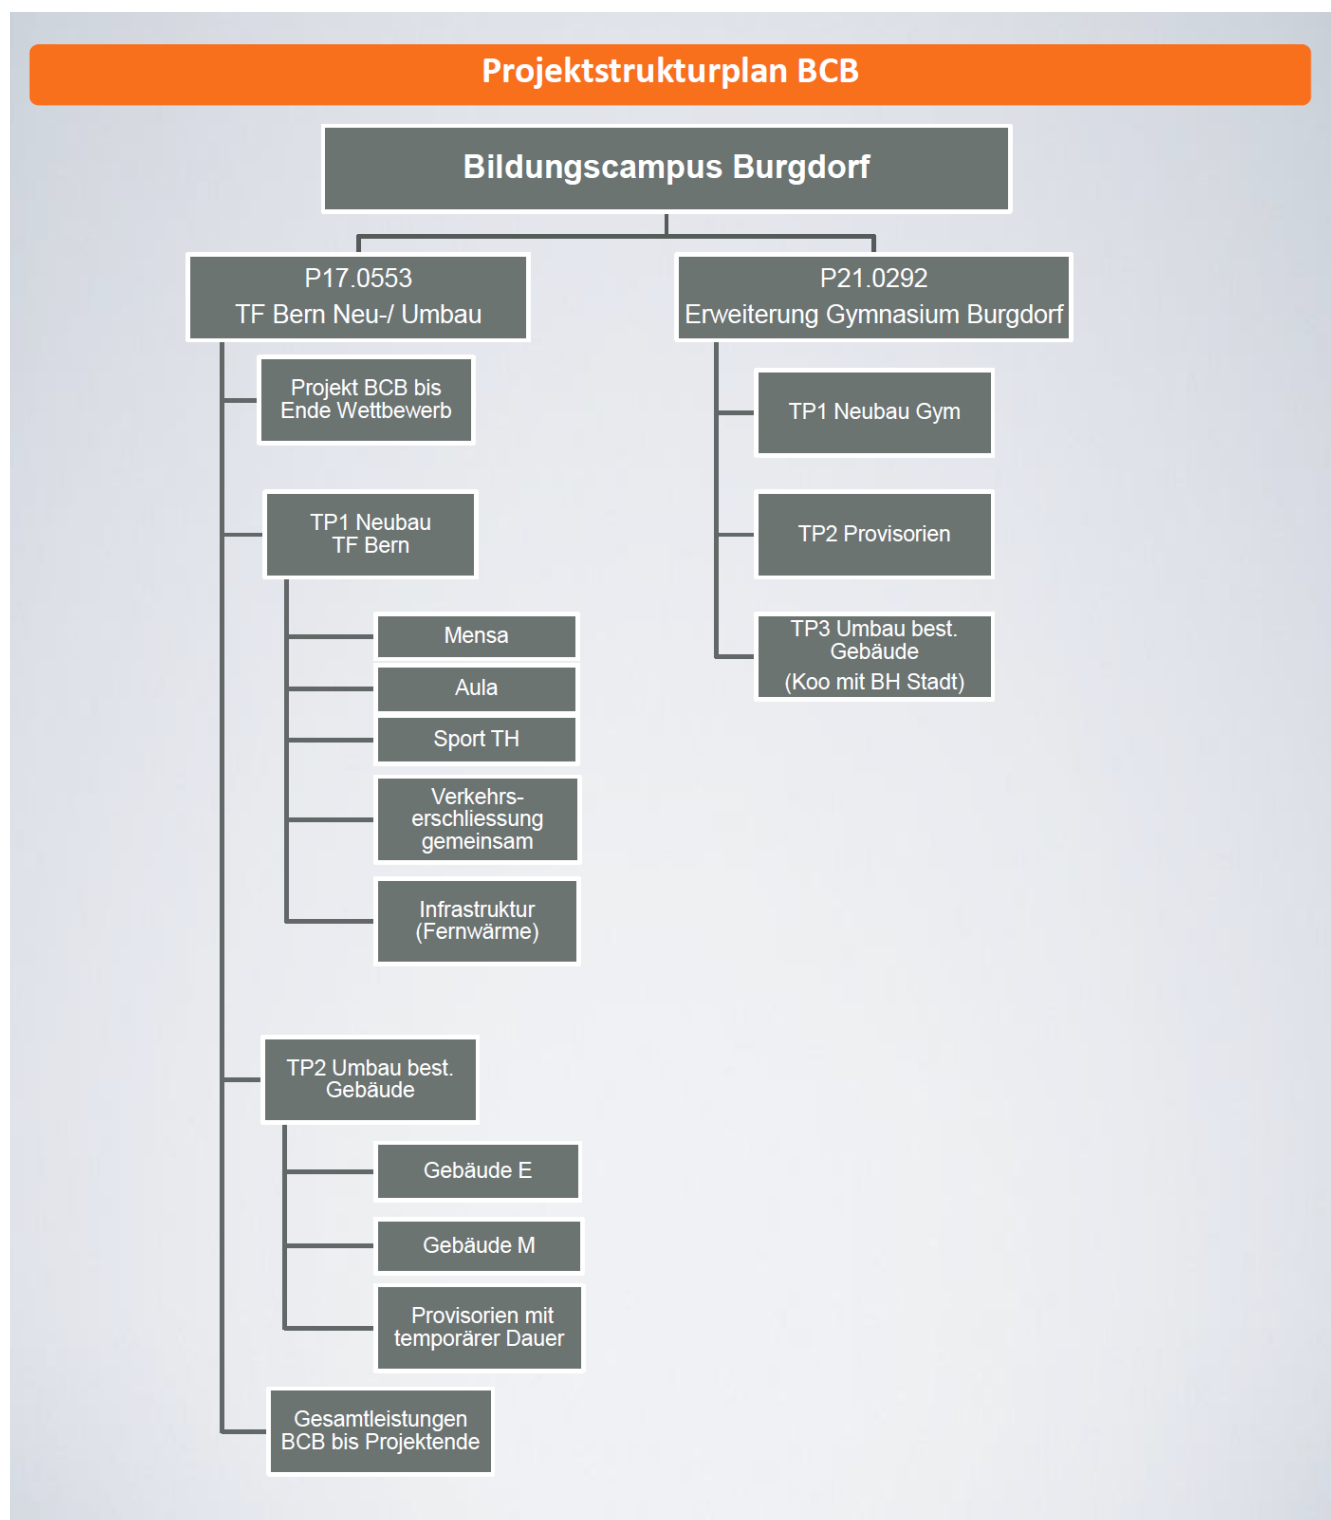 Projektstrukturplan BCB
Bildungscampus Burgdorf
P17.0553
TF Bern Neu-/ Umbau
Projekt BCB bis
Ende Wettbewerb
TP1 Neubau
TF Bern
Mensa
Aula
Sport TH
Verkehrs-
erschliessung
gemeinsam
Infrastruktur
(Fernwärme)
TP2 Umbau best.
Gebäude
Gebäude E
Gebäude M
Provisorien mit
temporärer Dauer
Gesamtleistungen
BCB bis Projektende
P21.0292
Erweiterung Gymnasium Burgdorf
TP1 Neubau Gym
TP2 Provisorien
TP3 Umbau best.
Gebäude
(Koo mit BH Stadt)